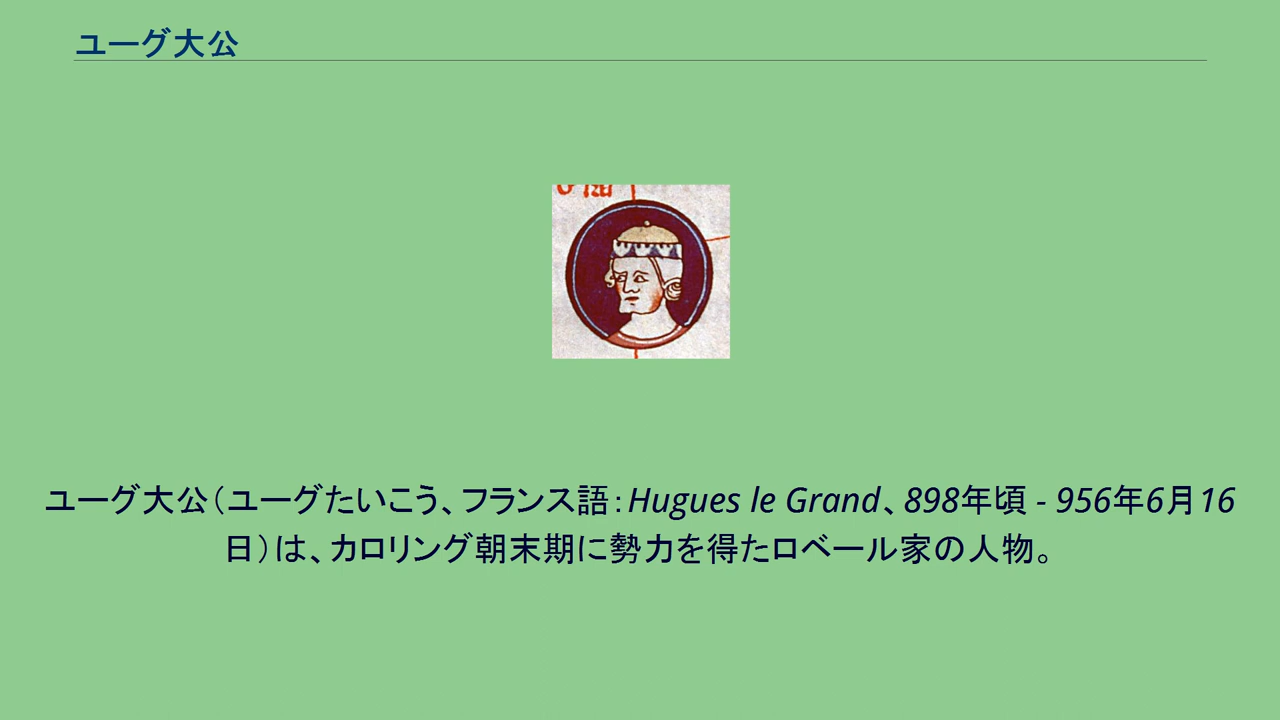 ユーグ大公
ユーグ大公（ユーグたいこう、フランス語：Hugues le Grand、898年頃 - 956年6月16
日）は、カロリング朝末期に勢力を得たロベール家の人物。